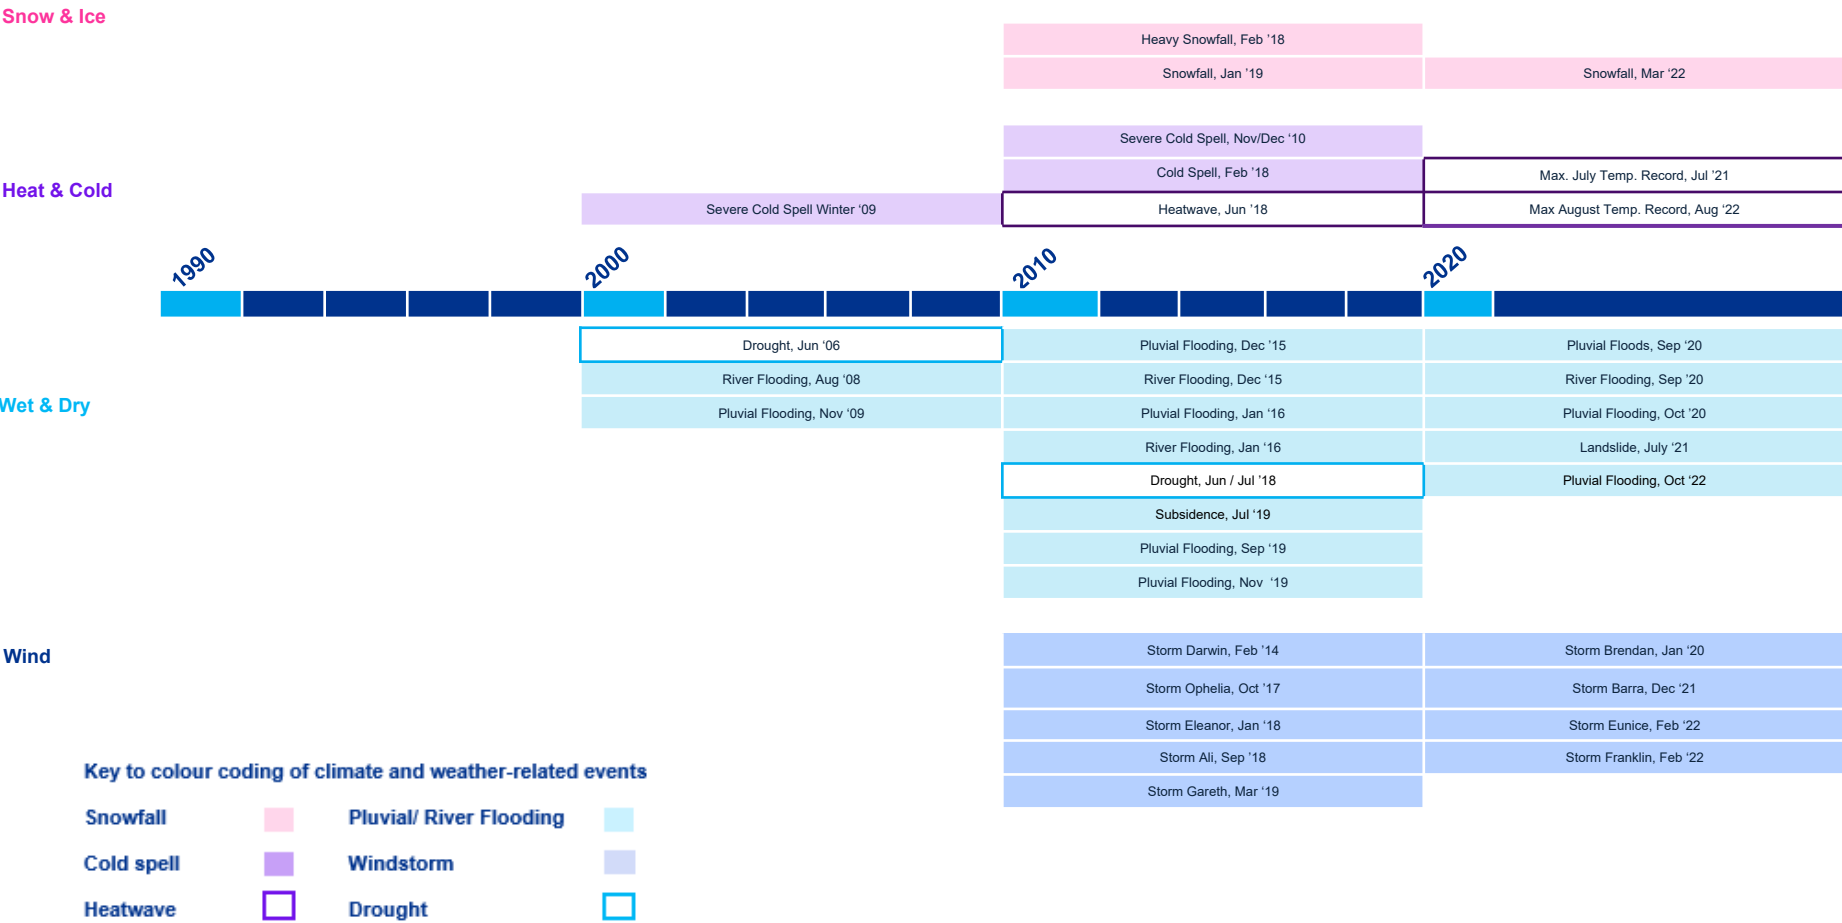 Snow & Ice
Heavy Snowfall, Feb ’18
Snowfall, Jan ’19
Snowfall, Mar ‘22
Severe Cold Spell, Nov/Dec ‘10
Cold Spell, Feb ’18
Max. July Temp. Record, Jul ’21
Heat & Cold
Severe Cold Spell Winter ‘09
Heatwave, Jun ’18
Max August Temp. Record, Aug ‘22
1990
2000
2010
2020
Drought, Jun ‘06
Pluvial Flooding, Dec ’15
Pluvial Floods, Sep ‘20
River Flooding, Aug ‘08
River Flooding, Dec ‘15
River Flooding, Sep ’20
Wet & Dry
Pluvial Flooding, Nov ‘09
Pluvial Flooding, Jan ‘16
Pluvial Flooding, Oct ’20
River Flooding, Jan ‘16
Landslide, July ‘21
Drought, Jun / Jul ’18
Pluvial Flooding, Oct ‘22
Subsidence, Jul ‘19
Pluvial Flooding, Sep ‘19
Pluvial Flooding, Nov ‘19
Wind
Storm Darwin, Feb ’14
Storm Brendan, Jan ‘20
Storm Ophelia, Oct ’17
Storm Barra, Dec ‘21
Storm Eleanor, Jan ‘18
Storm Eunice, Feb ‘22
Storm Ali, Sep ’18
Storm Franklin, Feb ‘22
Storm Gareth, Mar ‘19
Key to colour coding of climate and weather-related events
Snowfall
Pluvial/ River Flooding
Cold spell
Windstorm
Heatwave
Drought